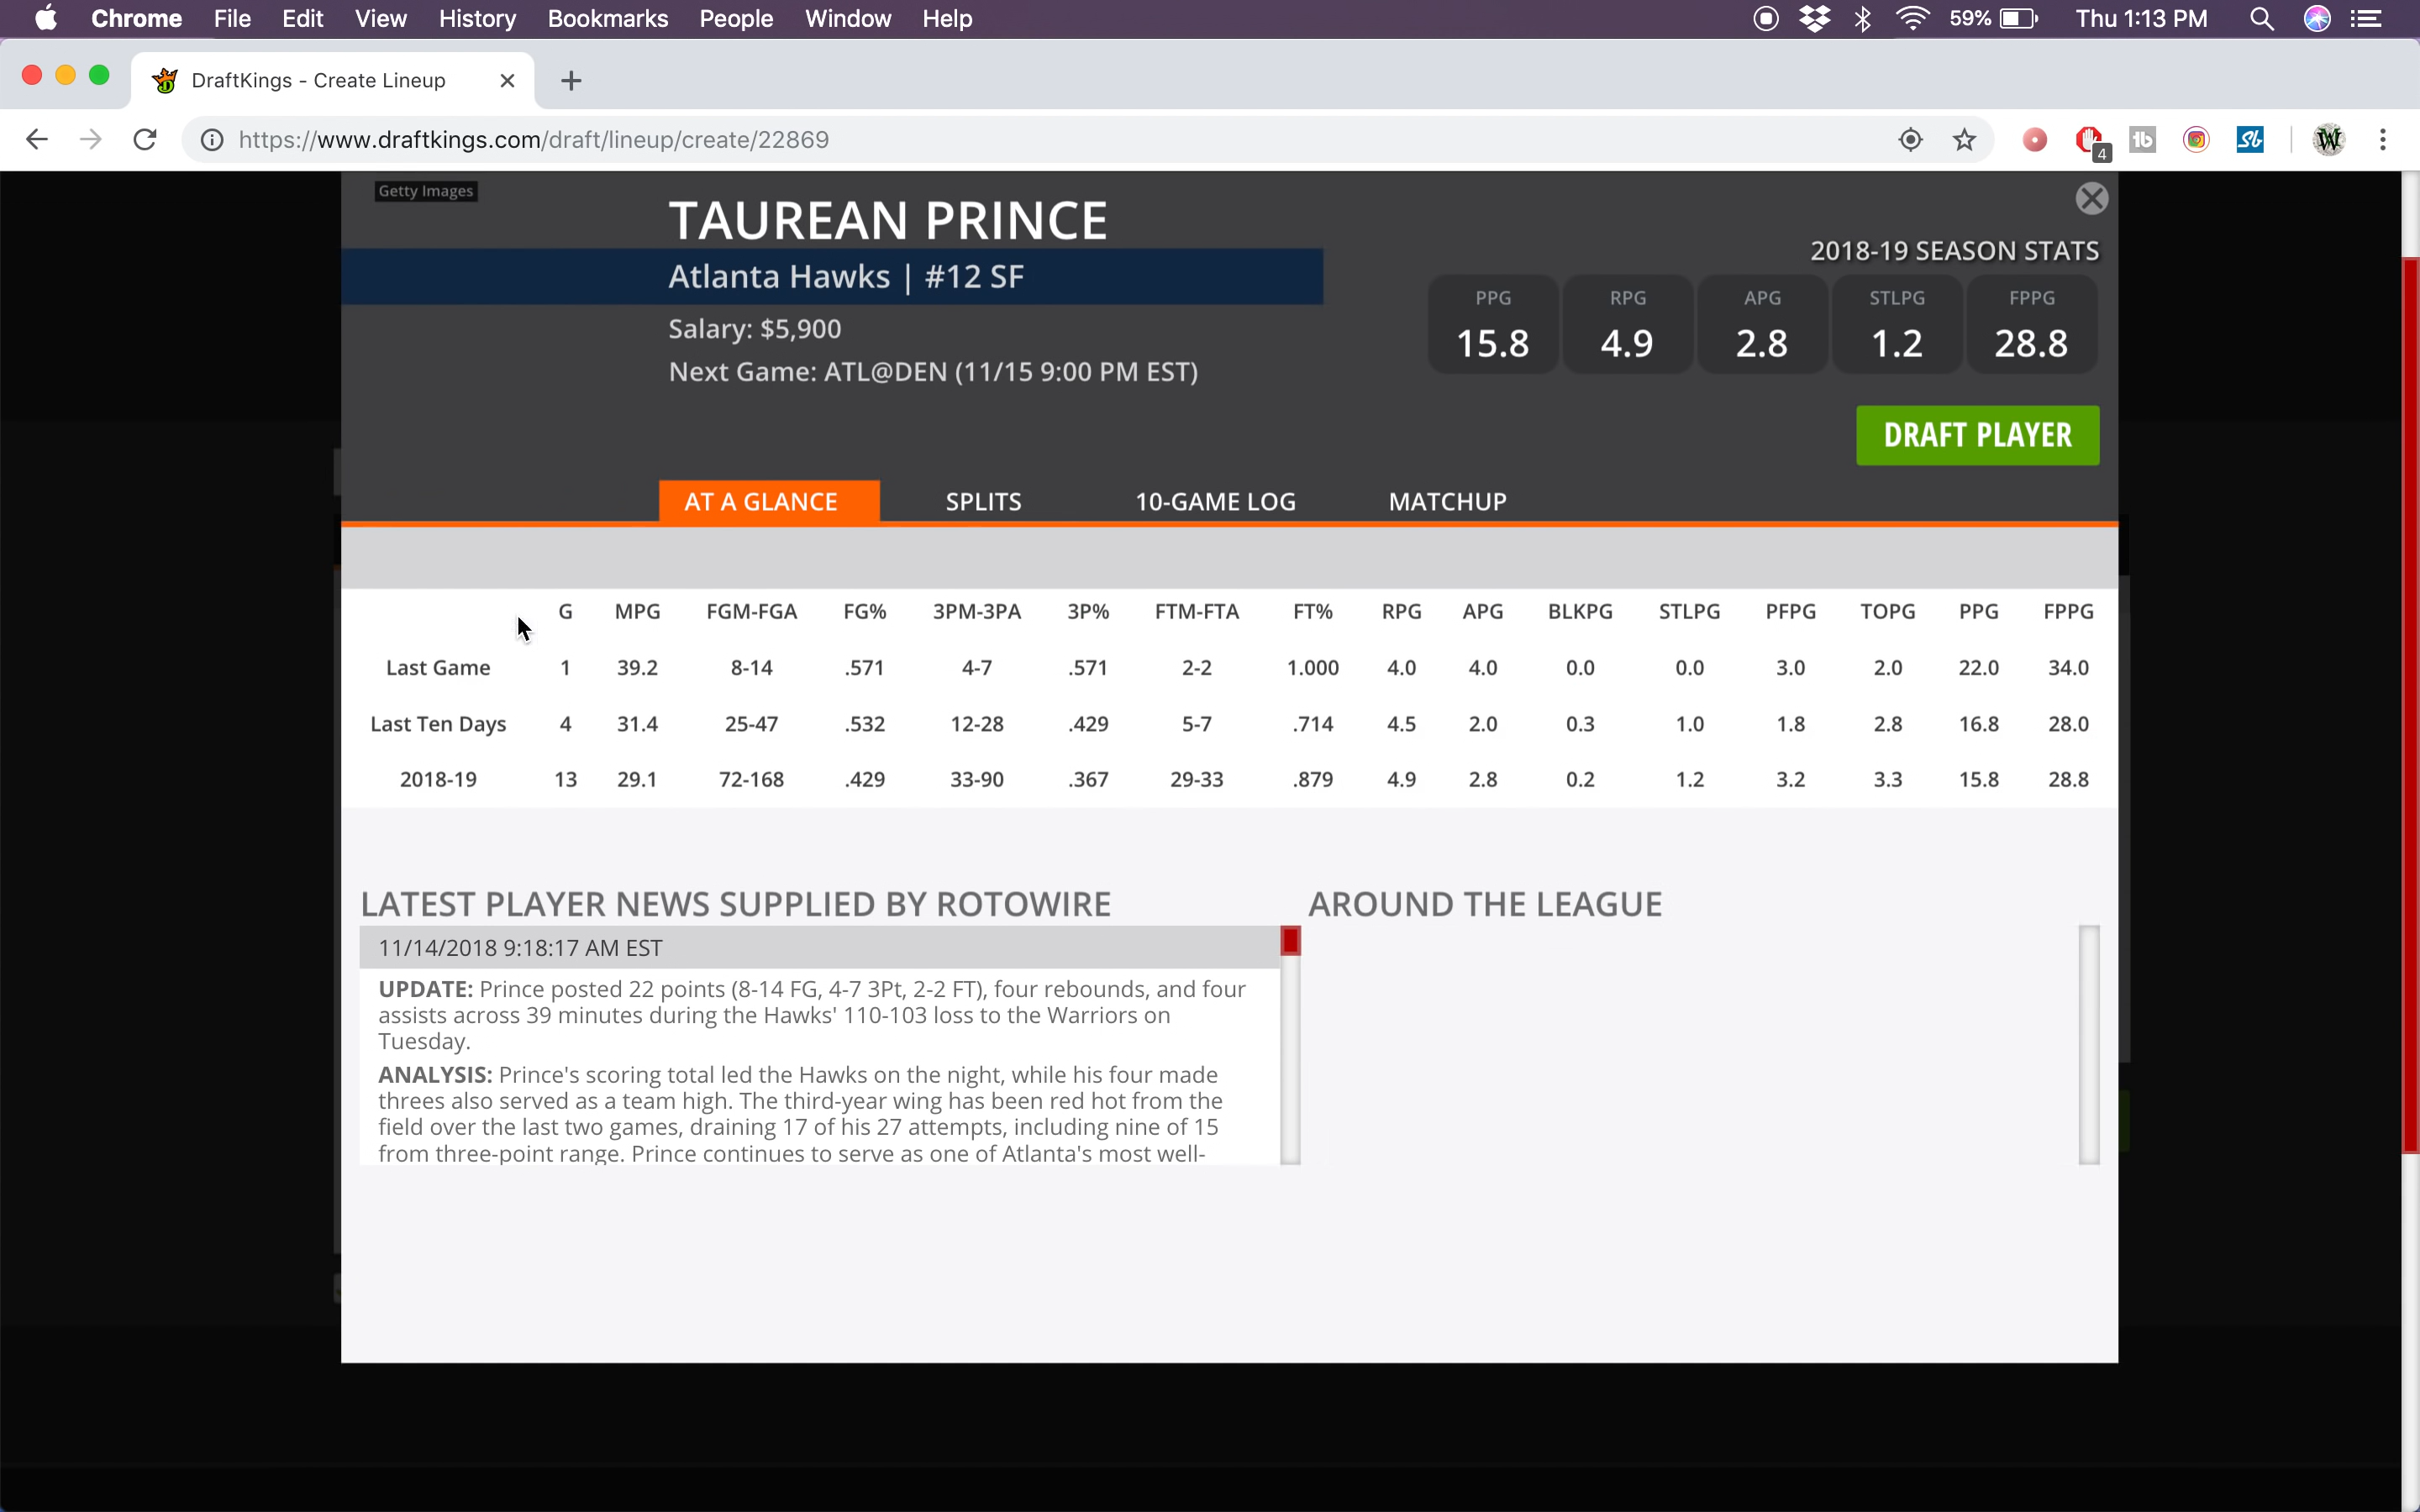 Chrome File Edit View History Bookmarks People Window Help 59% Thu 1:13 PM
DraftKings - Create Lineup
https://www.draftkings.com/draft/lineup/create/22869
4
Getty Images
TAUREAN PRINCE
Atlanta Hawks | #12 SF
Salary: $5,900
Next Game: ATL@DEN (11/15 9:00 PM EST)
2018-19 SEASON STATS
PPG RPG APG STLPG FPPG
15.8 4.9 2.8 1.2 28.8
DRAFT PLAYER
AT A GLANCE SPLITS 10-GAME LOG MATCHUP
G MPG FGM-FGA FG% 3PM-3PA 3P% FTM-FTA FT% RPG APG BLKPG STLPG PFPG TOPG PPG FPPG
Last Game 1 39.2 8-14 .571 4-7 .571 2-2 1.000 4.0 4.0 0.0 0.0 3.0 2.0 22.0 34.0
Last Ten Days 4 31.4 25-47 .532 12-28 .429 5-7 .714 4.5 2.0 0.3 1.0 1.8 2.8 16.8 28.0
2018-19 13 29.1 72-168 .429 33-90 .367 29-33 .879 4.9 2.8 0.2 1.2 3.2 3.3 15.8 28.8
LATEST PLAYER NEWS SUPPLIED BY ROTOWIRE
11/14/2018 9:18:17 AM EST
UPDATE: Prince posted 22 points (8-14 FG, 4-7 3Pt, 2-2 FT), four rebounds, and four
assists across 39 minutes during the Hawks' 110-103 loss to the Warriors on
Tuesday.
ANALYSIS: Prince's scoring total led the Hawks on the night, while his four made
threes also served as a team high. The third-year wing has been red hot from the
field over the last two games, draining 17 of his 27 attempts, including nine of 15
from three-point range. Prince continues to serve as one of Atlanta's most well-
AROUND THE LEAGUE